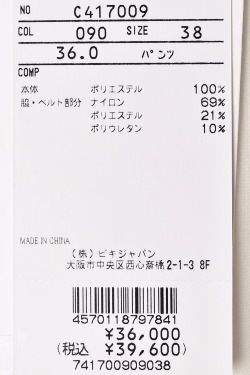 NO C417009
COL 090 SIZE 38
36.0 パンツ
COMP
本体 ポリエステル 100%
脇・ベルト部分 ナイロン 69%
ポリエステル 21%
ポリウレタン 10%
MADE IN CHINA
(株)ビキジャパン
大阪市中央区西心斎橋2-1-3 8F
4570118797841
¥36,000
(税込 ¥39,600)
741700909038